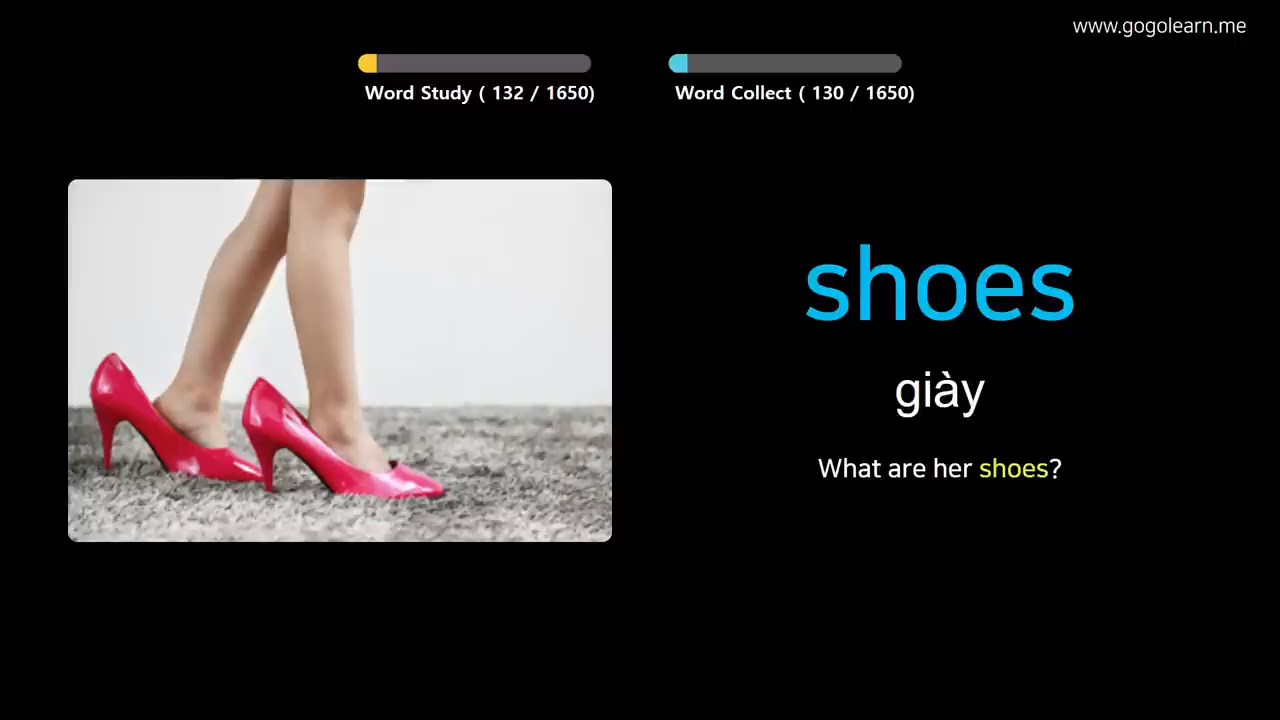 www.gogolearn.me
Word Study ( 132 / 1650)
Word Collect ( 130 / 1650)
shoes
giày
What are her shoes?